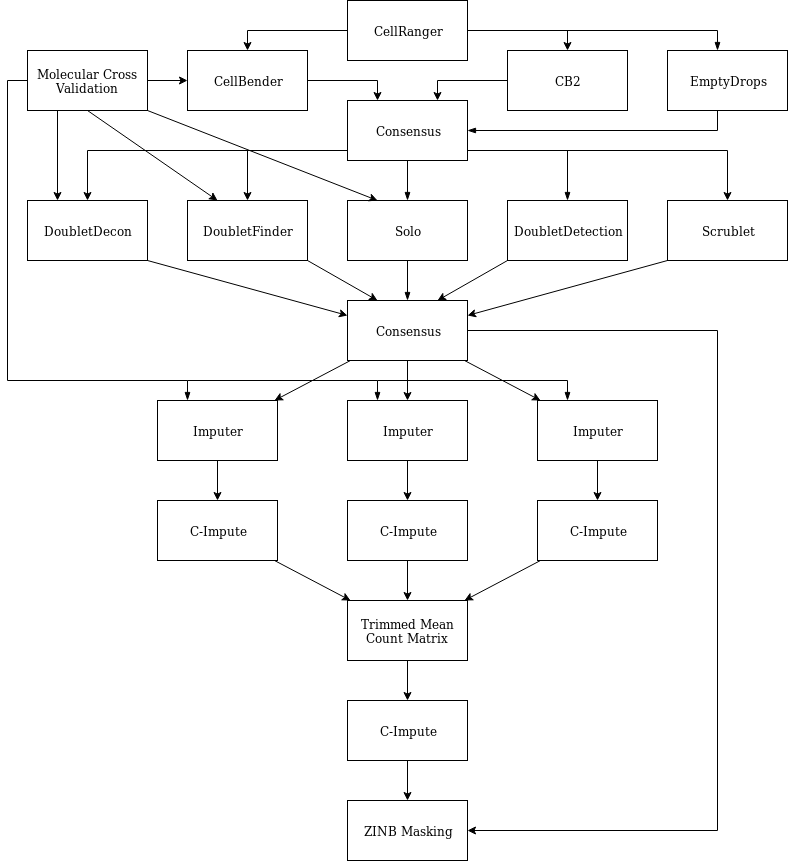 CellRanger
Molecular Cross
Validation
CellBender
CB2
EmptyDrops
Consensus
DoubletDecon
DoubletFinder
Solo
DoubletDetection
Scrublet
Consensus
Imputer
Imputer
Imputer
C-Impute
C-Impute
C-Impute
Trimmed Mean
Count Matrix
C-Impute
ZINB Masking